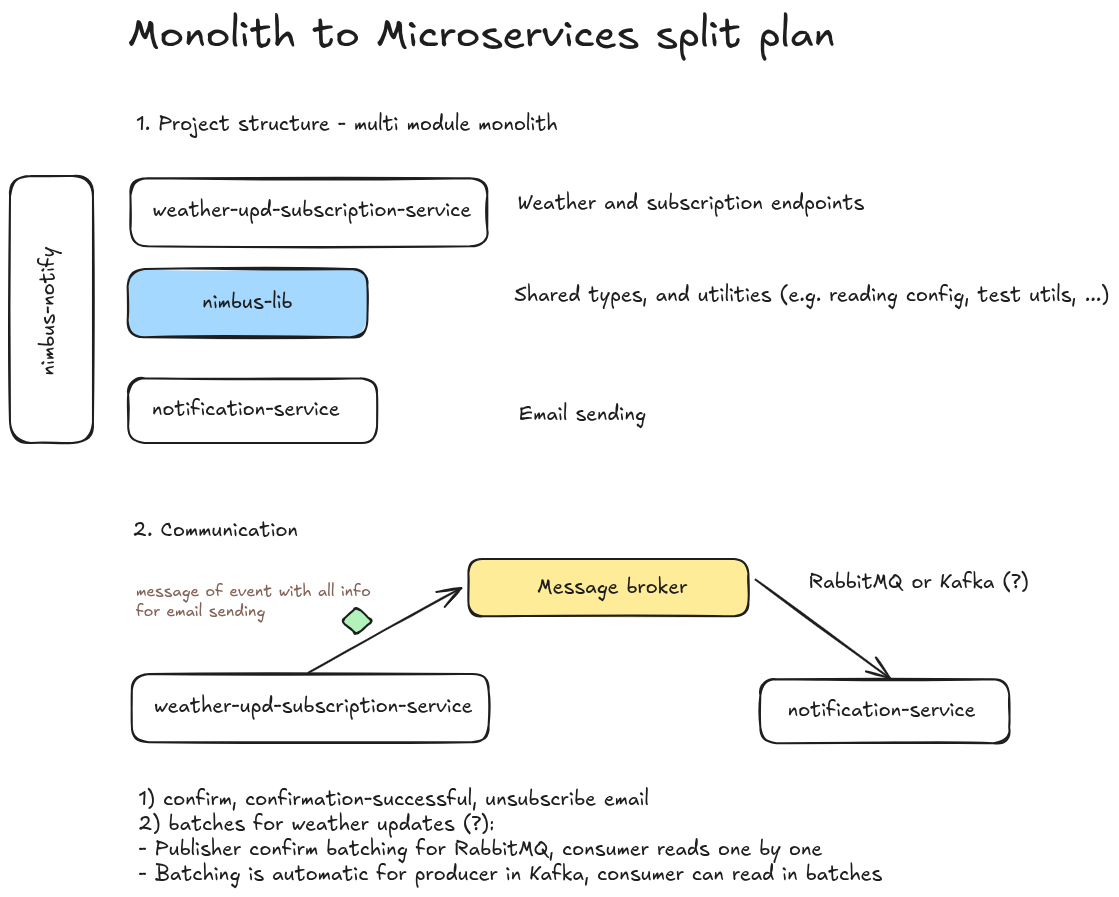 Monolith to Microservices split plan
1. Project structure - multi module monolith
nimbus-notify
weather-upd-subscription-service
Weather and subscription endpoints
nimbus-lib
Shared types, and utilities (e.g. reading config, test utils, ...)
notification-service
Email sending
2. Communication
message of event with all info
for email sending
Message broker
RabbitMQ or Kafka (?)
weather-upd-subscription-service
notification-service
1) confirm, confirmation-successful, unsubscribe email
2) batches for weather updates (?):
- Publisher confirm batching for RabbitMQ, consumer reads one by one
- Batching is automatic for producer in Kafka, consumer can read in batches